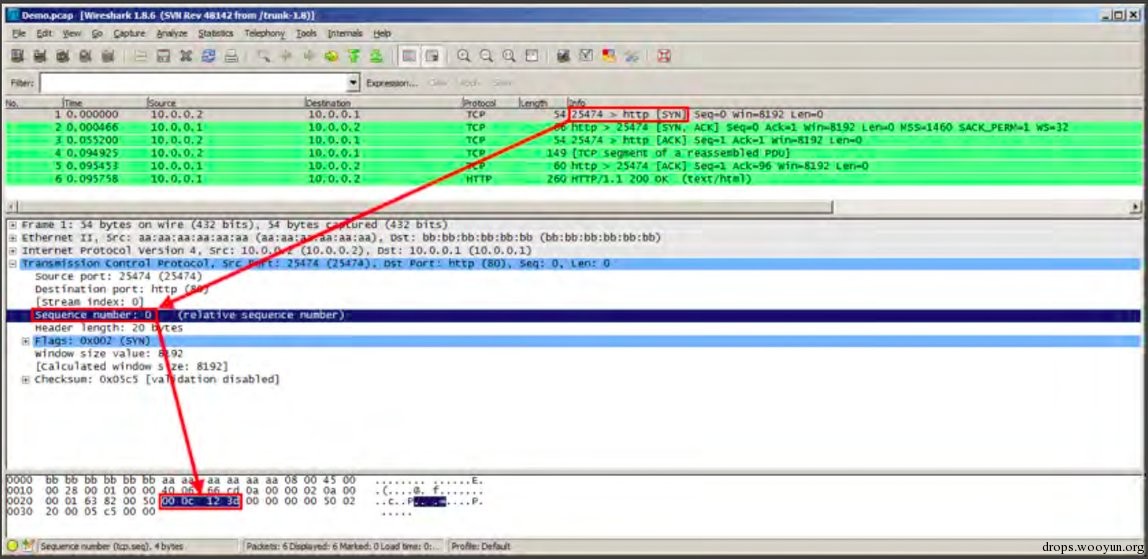 Demo.pcap [Wireshark 1.8.6 (SVN Rev 48142 from /trunk-1.8)]
File Edit View Go Capture Analyze Statistics Telephony Tools Internals Help
Filter: Expression... Clear Apply Save
No. Time Source Destination Protocol Length Info
1 0.000000 10.0.0.2 10.0.0.1 TCP 54 25474 > http [SYN] Seq=0 Win=8192 Len=0
2 0.000466 10.0.0.1 10.0.0.2 TCP 66 http > 25474 [SYN, ACK] Seq=0 Ack=1 Win=8192 Len=0 MSS=1460 SACK_PERM=1 WS=32
3 0.055200 10.0.0.2 10.0.0.1 TCP 54 25474 > http [ACK] Seq=1 Ack=1 Win=8192 Len=0
4 0.094925 10.0.0.2 10.0.0.1 TCP 149 [TCP segment of a reassembled PDU]
5 0.095453 10.0.0.1 10.0.0.2 TCP 60 http > 25474 [ACK] Seq=1 Ack=96 Win=8192 Len=0
6 0.095758 10.0.0.1 10.0.0.2 HTTP 260 HTTP/1.1 200 OK (text/html)
Frame 1: 54 bytes on wire (432 bits), 54 bytes captured (432 bits)
Ethernet II, Src: aa:aa:aa:aa:aa:aa (aa:aa:aa:aa:aa:aa), Dst: bb:bb:bb:bb:bb:bb (bb:bb:bb:bb:bb:bb)
Internet Protocol Version 4, Src: 10.0.0.2 (10.0.0.2), Dst: 10.0.0.1 (10.0.0.1)
Transmission Control Protocol, Src Port: 25474 (25474), Dst Port: http (80), Seq: 0, Len: 0
Source port: 25474 (25474)
Destination port: http (80)
[Stream index: 0]
Sequence number: 0 (relative sequence number)
Header length: 20 bytes
Flags: 0x002 (SYN)
Window size value: 8192
[Calculated window size: 8192]
Checksum: 0x05c5 [validation disabled]
0000 bb bb bb bb bb bb aa aa aa aa aa aa 08 00 45 00 ........ ......E.
0010 00 28 00 01 00 00 40 06 66 cd 0a 00 00 02 0a 00 .(....@. f.......
0020 00 01 63 82 00 50 00 0c 12 3d 00 00 00 00 50 02 ..c..P.. .=....P.
0030 20 00 05 c5 00 00 .....
Sequence number (tcp.seq), 4 bytes Packets: 6 Displayed: 6 Marked: 0 Load time: 0:... Profile: Default
drops.wooyun.org